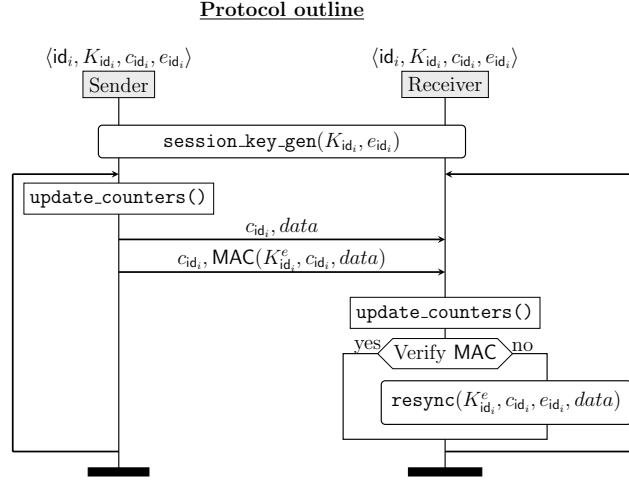 Protocol outline
⟨id_i, K_{id_i}, c_{id_i}, e_{id_i}⟩ ⟨id_i, K_{id_i}, c_{id_i}, e_{id_i}⟩
Sender Receiver
session_key_gen(K_{id_i}, e_{id_i})
update_counters()
c_{id_i}, data
c_{id_i}, MAC(K^e_{id_i}, c_{id_i}, data)
update_counters()
yes Verify MAC no
resync(K^e_{id_i}, c_{id_i}, e_{id_i}, data)